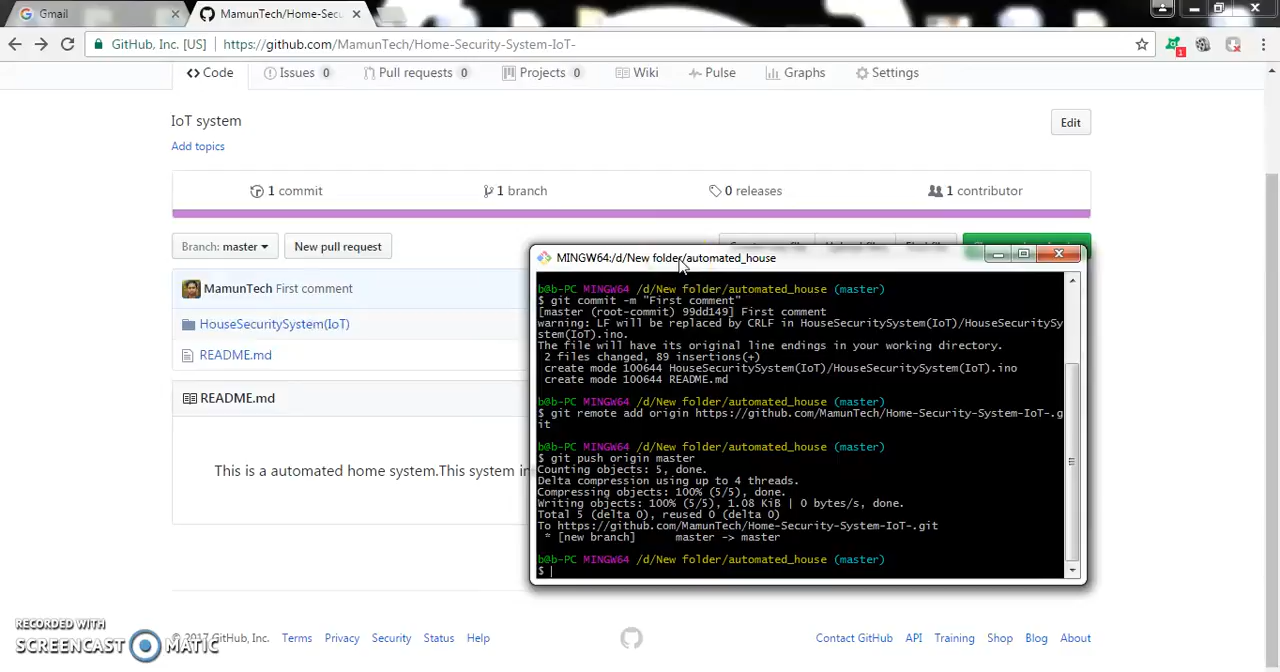 Gmail
MamunTech/Home-Secu
GitHub, Inc. [US]
https://github.com/MamunTech/Home-Security-System-IoT-
1
Code
Issues 0
Pull requests 0
Projects 0
Wiki
Pulse
Graphs
Settings
IoT system
Edit
Add topics
1 commit
1 branch
0 releases
1 contributor
Branch: master
New pull request
MamunTech First comment
HouseSecuritySystem(IoT)
README.md
README.md
This is a automated home system.This system in
MINGW64:/d/New folder/automated_house
b@b-PC MINGW64 /d/New folder/automated_house (master)
$ git commit -m "First comment"
[master (root-commit) 99dd149] First comment
warning: LF will be replaced by CRLF in HouseSecuritySystem(IoT)/HouseSecuritySy
stem(IoT).ino.
The file will have its original line endings in your working directory.
2 files changed, 89 insertions(+)
create mode 100644 HouseSecuritySystem(IoT)/HouseSecuritySystem(IoT).ino
create mode 100644 README.md
b@b-PC MINGW64 /d/New folder/automated_house (master)
$ git remote add origin https://github.com/MamunTech/Home-Security-System-IoT-.g
it
b@b-PC MINGW64 /d/New folder/automated_house (master)
$ git push origin master
Counting objects: 5, done.
Delta compression using up to 4 threads.
Compressing objects: 100% (5/5), done.
Writing objects: 100% (5/5), 1.08 KiB | 0 bytes/s, done.
Total 5 (delta 0), reused 0 (delta 0)
To https://github.com/MamunTech/Home-Security-System-IoT-.git
* [new branch]      master -> master
b@b-PC MINGW64 /d/New folder/automated_house (master)
$
RECORDED WITH
SCREENCAST MATIC
© 2017 GitHub, Inc.
Terms
Privacy
Security
Status
Help
Contact GitHub
API
Training
Shop
Blog
About